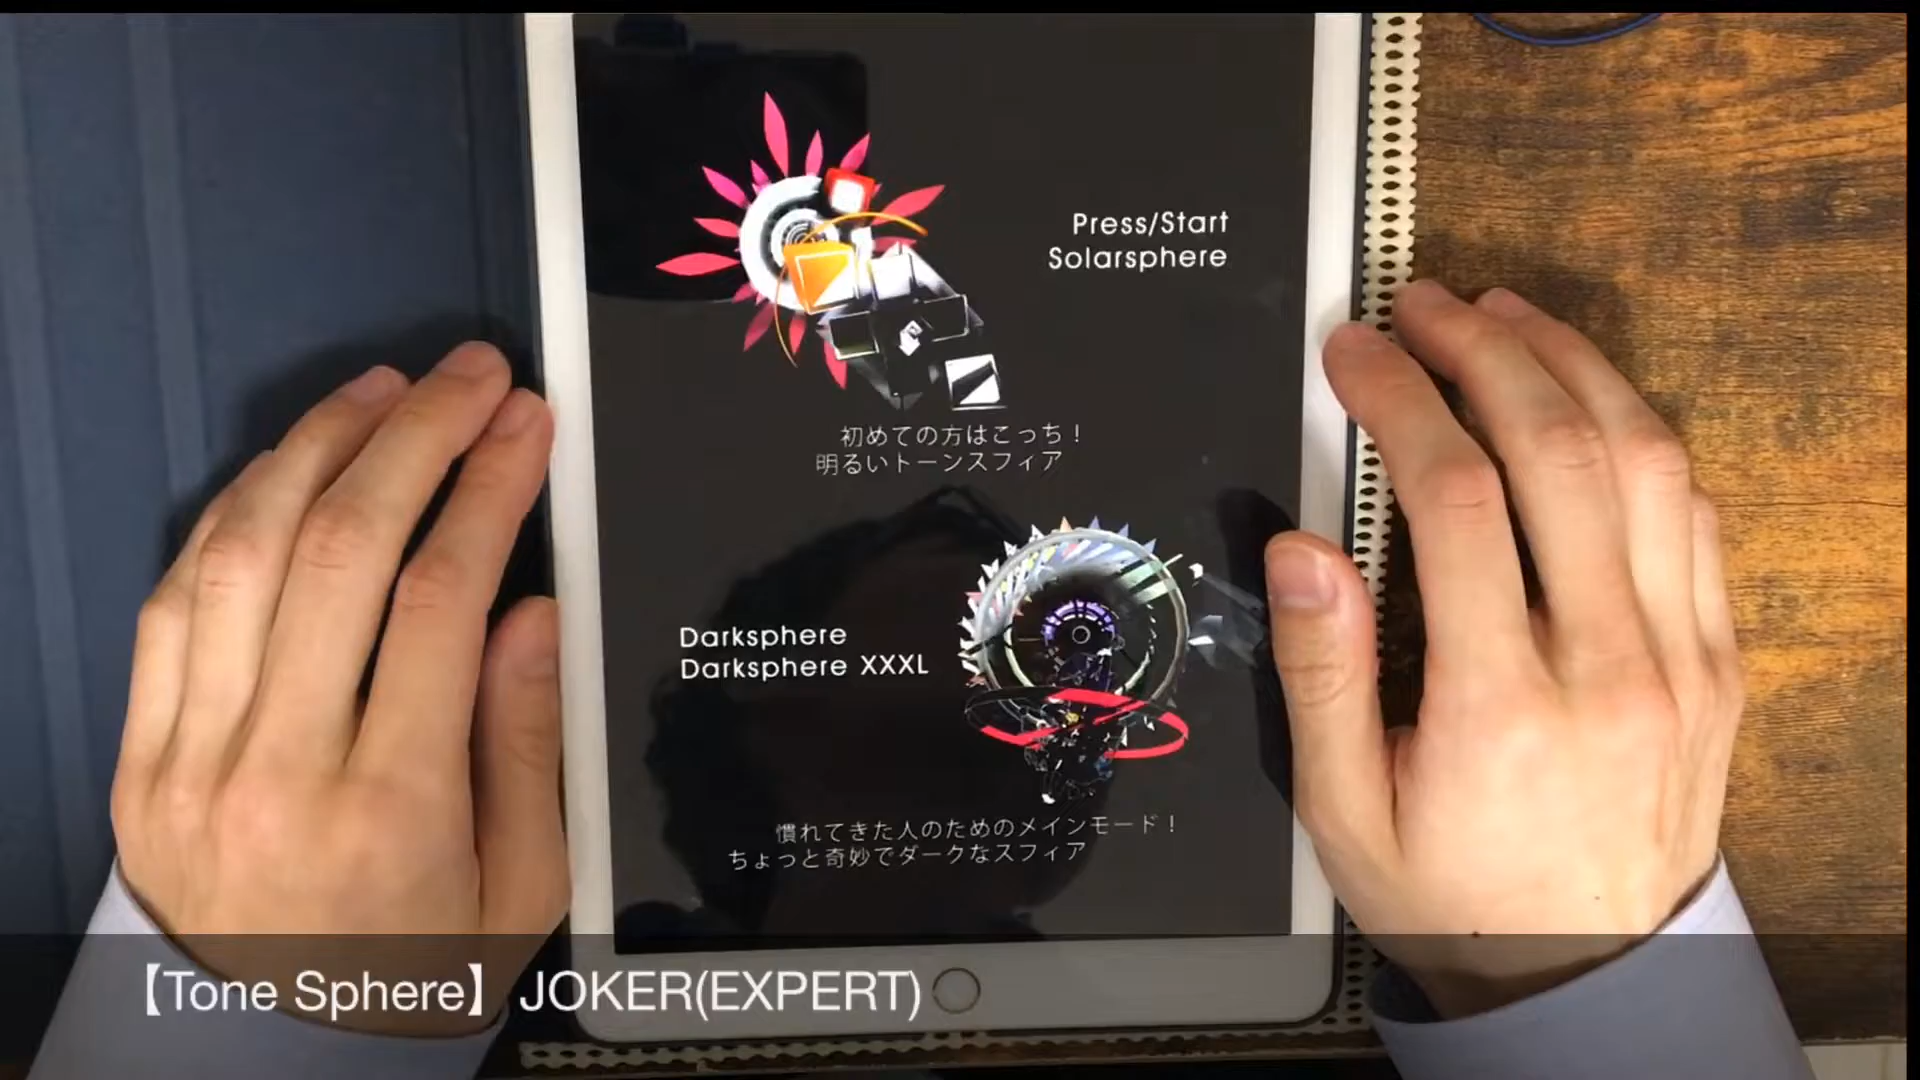 Press/Start
Solarsphere
初めての方はこっち！
明るいトーンスフィア
Darksphere
Darksphere XXXL
慣れてきた人のためのメインモード！
ちょっと奇妙でダークなスフィア
【Tone Sphere】 JOKER(EXPERT)